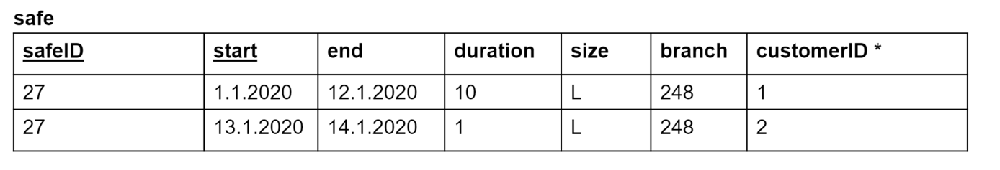 safe
safeID start end duration size branch customerID *
27 1.1.2020 12.1.2020 10 L 248 1
27 13.1.2020 14.1.2020 1 L 248 2